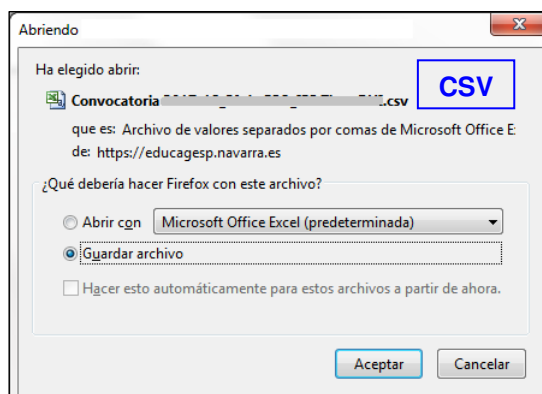 Abriendo
Ha elegido abrir:
CSV
Convocatoria .csv
que es: Archivo de valores separados por comas de Microsoft Office E
de: https://educagesp.navarra.es
¿Qué debería hacer Firefox con este archivo?
Abrir con Microsoft Office Excel (predeterminada)
Guardar archivo
Hacer esto automáticamente para estos archivos a partir de ahora.
Aceptar Cancelar